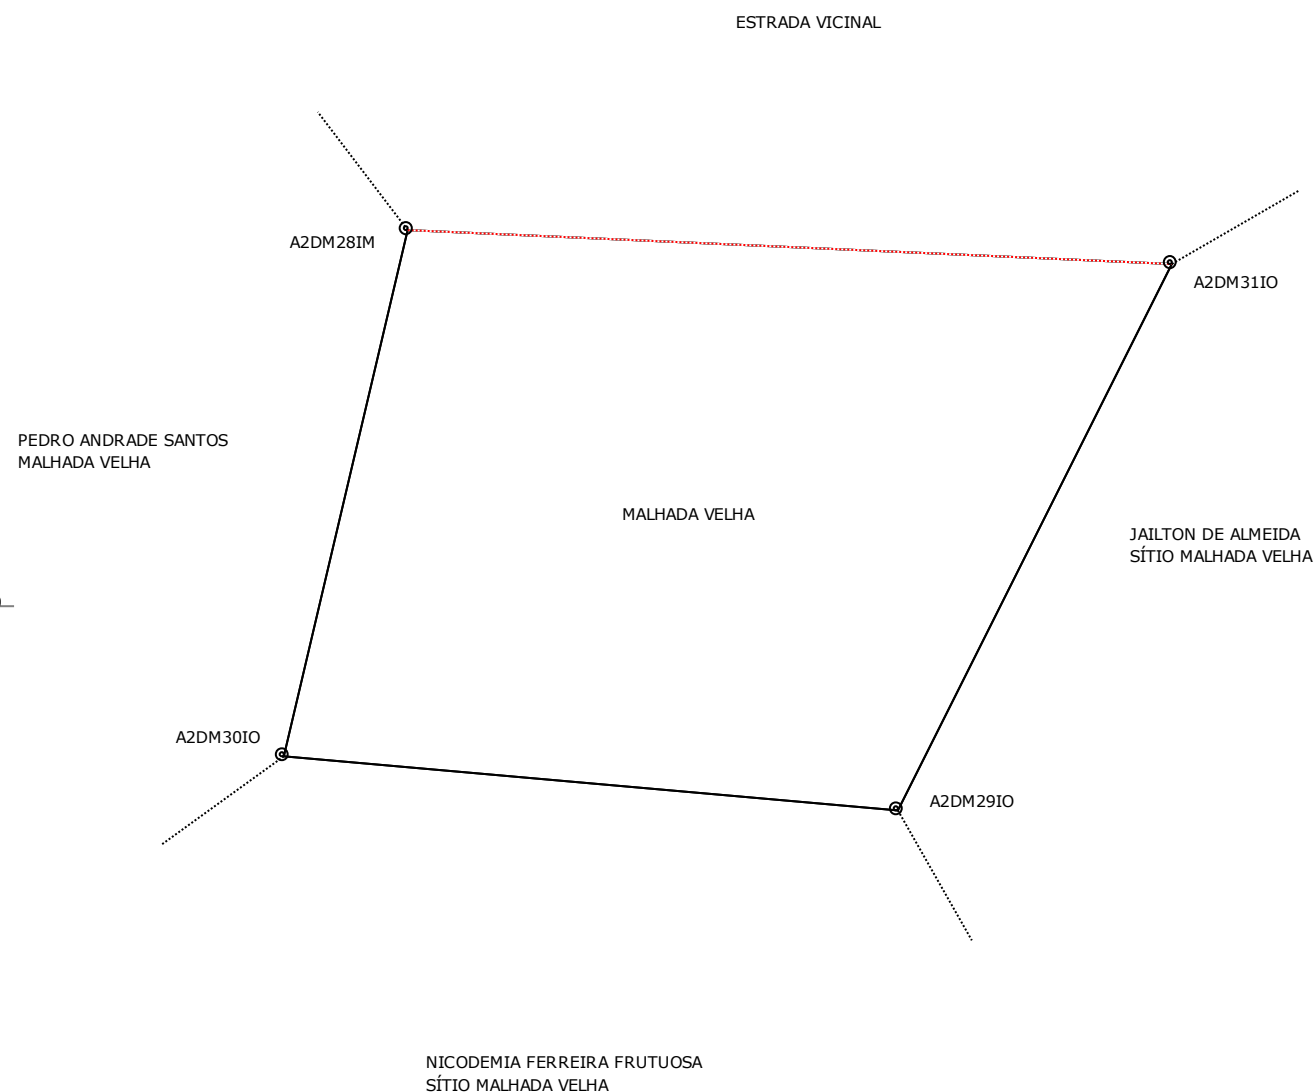 ESTRADA VICINAL
A2DM28IM
A2DM31IO
PEDRO ANDRADE SANTOS
MALHADA VELHA
MALHADA VELHA
JAILTON DE ALMEIDA
SÍTIO MALHADA VELHA
A2DM30IO
A2DM29IO
NICODEMIA FERREIRA FRUTUOSA
SÍTIO MALHADA VELHA